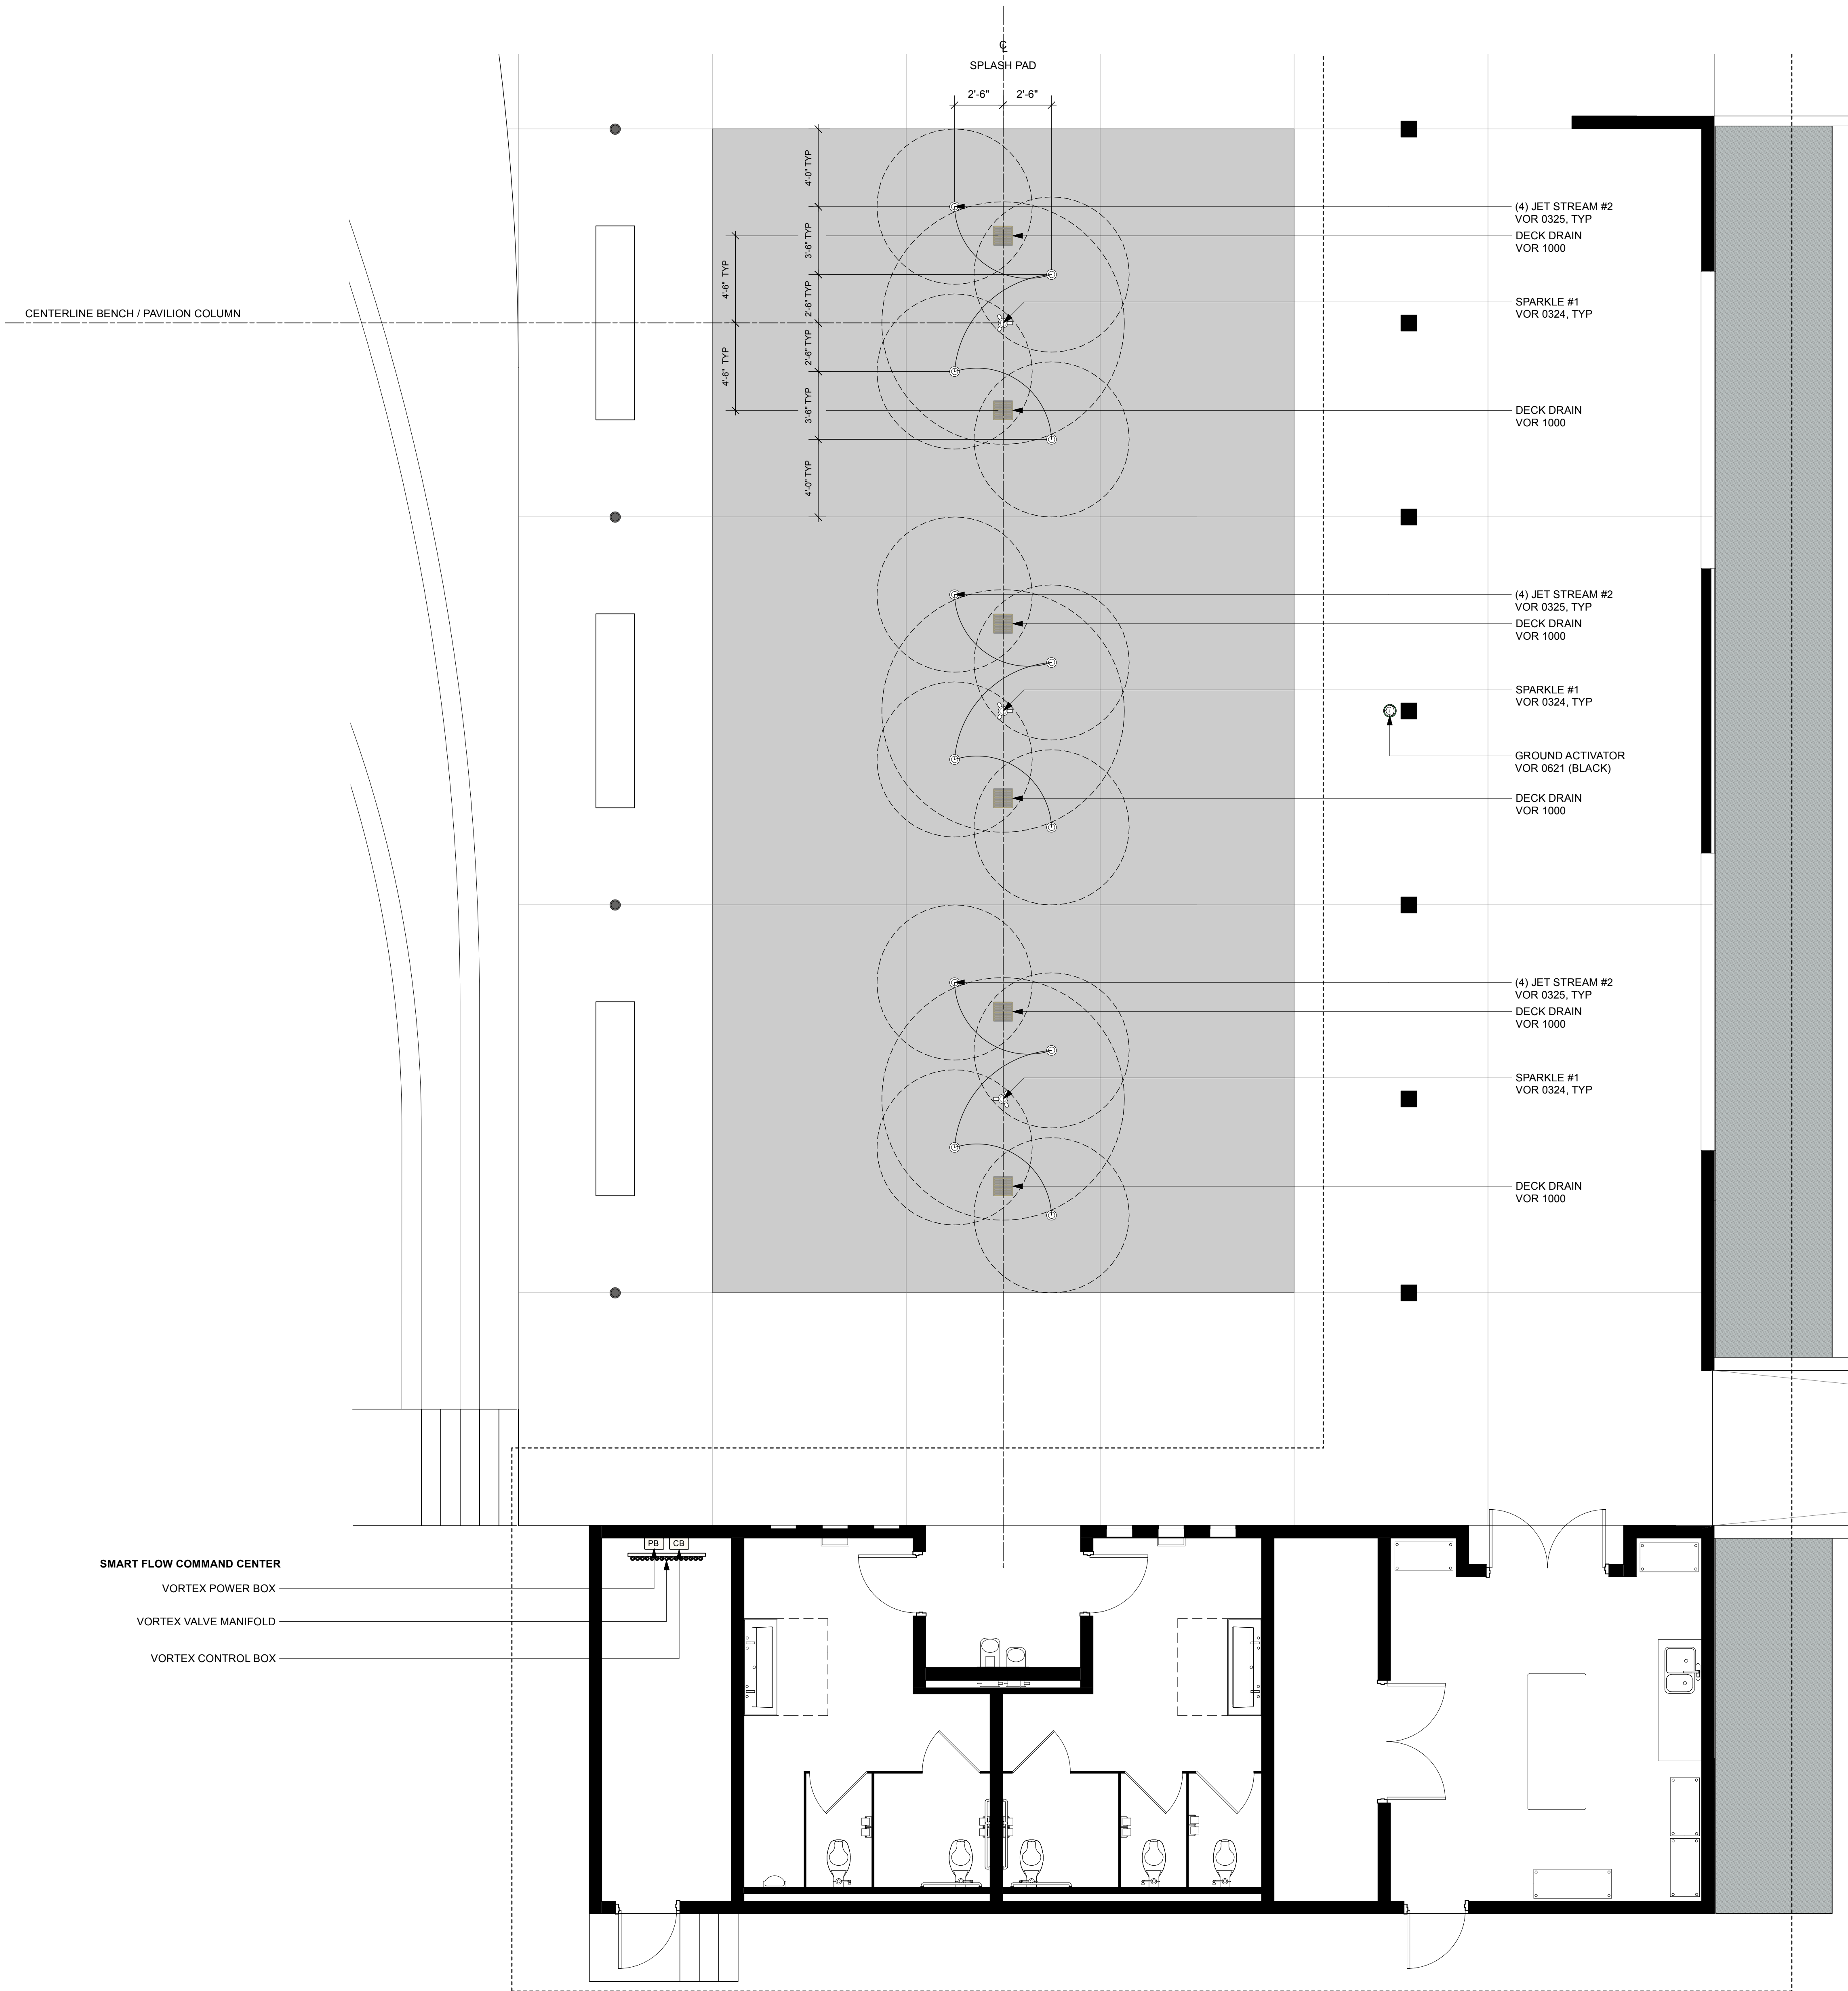 ℄
SPLASH PAD
2'-6"
2'-6"
4'-0" TYP
3'-6" TYP
4'-6" TYP
2'-6" TYP
2'-6" TYP
4'-6" TYP
3'-6" TYP
4'-0" TYP
CENTERLINE BENCH / PAVILION COLUMN
(4) JET STREAM #2
VOR 0325, TYP
DECK DRAIN
VOR 1000
SPARKLE #1
VOR 0324, TYP
DECK DRAIN
VOR 1000
(4) JET STREAM #2
VOR 0325, TYP
DECK DRAIN
VOR 1000
SPARKLE #1
VOR 0324, TYP
GROUND ACTIVATOR
VOR 0621 (BLACK)
DECK DRAIN
VOR 1000
(4) JET STREAM #2
VOR 0325, TYP
DECK DRAIN
VOR 1000
SPARKLE #1
VOR 0324, TYP
DECK DRAIN
VOR 1000
PB
CB
SMART FLOW COMMAND CENTER
VORTEX POWER BOX
VORTEX VALVE MANIFOLD
VORTEX CONTROL BOX